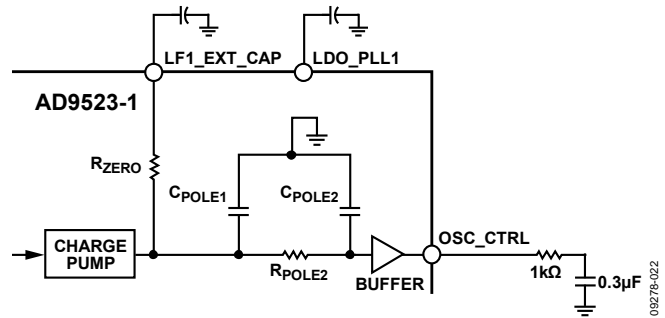 LF1_EXT_CAP
LDO_PLL1
AD9523-1
RZERO
CPOLE1
CPOLE2
OSC_CTRL
CHARGE
PUMP
RPOLE2
BUFFER
1kΩ
0.3µF
09278-022